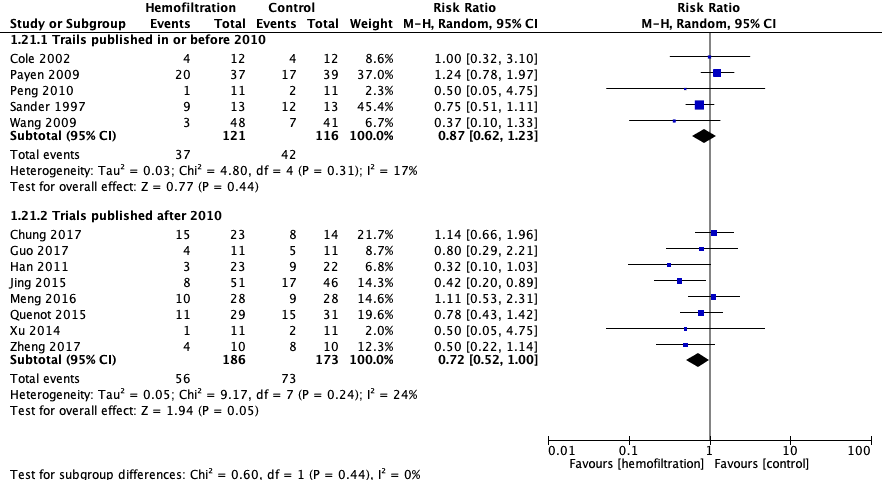 Hemofiltration Control Risk Ratio Risk Ratio
Study or Subgroup Events Total Events Total Weight M-H, Random, 95% CI M-H, Random, 95% CI
1.21.1 Trails published in or before 2010
Cole 2002 4 12 4 12 8.6% 1.00 [0.32, 3.10]
Payen 2009 20 37 17 39 37.0% 1.24 [0.78, 1.97]
Peng 2010 1 11 2 11 2.3% 0.50 [0.05, 4.75]
Sander 1997 9 13 12 13 45.4% 0.75 [0.51, 1.11]
Wang 2009 3 48 7 41 6.7% 0.37 [0.10, 1.33]
Subtotal (95% CI) 121 116 100.0% 0.87 [0.62, 1.23]
Total events 37 42
Heterogeneity: Tau² = 0.03; Chi² = 4.80, df = 4 (P = 0.31); I² = 17%
Test for overall effect: Z = 0.77 (P = 0.44)
1.21.2 Trials published after 2010
Chung 2017 15 23 8 14 21.7% 1.14 [0.66, 1.96]
Guo 2017 4 11 5 11 8.7% 0.80 [0.29, 2.21]
Han 2011 3 23 9 22 6.8% 0.32 [0.10, 1.03]
Jing 2015 8 51 17 46 14.3% 0.42 [0.20, 0.89]
Meng 2016 10 28 9 28 14.6% 1.11 [0.53, 2.31]
Quenot 2015 11 29 15 31 19.6% 0.78 [0.43, 1.42]
Xu 2014 1 11 2 11 2.0% 0.50 [0.05, 4.75]
Zheng 2017 4 10 8 10 12.3% 0.50 [0.22, 1.14]
Subtotal (95% CI) 186 173 100.0% 0.72 [0.52, 1.00]
Total events 56 73
Heterogeneity: Tau² = 0.05; Chi² = 9.17, df = 7 (P = 0.24); I² = 24%
Test for overall effect: Z = 1.94 (P = 0.05)
0.01 0.1 1 10 100
Favours [hemofiltration] Favours [control]
Test for subgroup differences: Chi² = 0.60, df = 1 (P = 0.44), I² = 0%